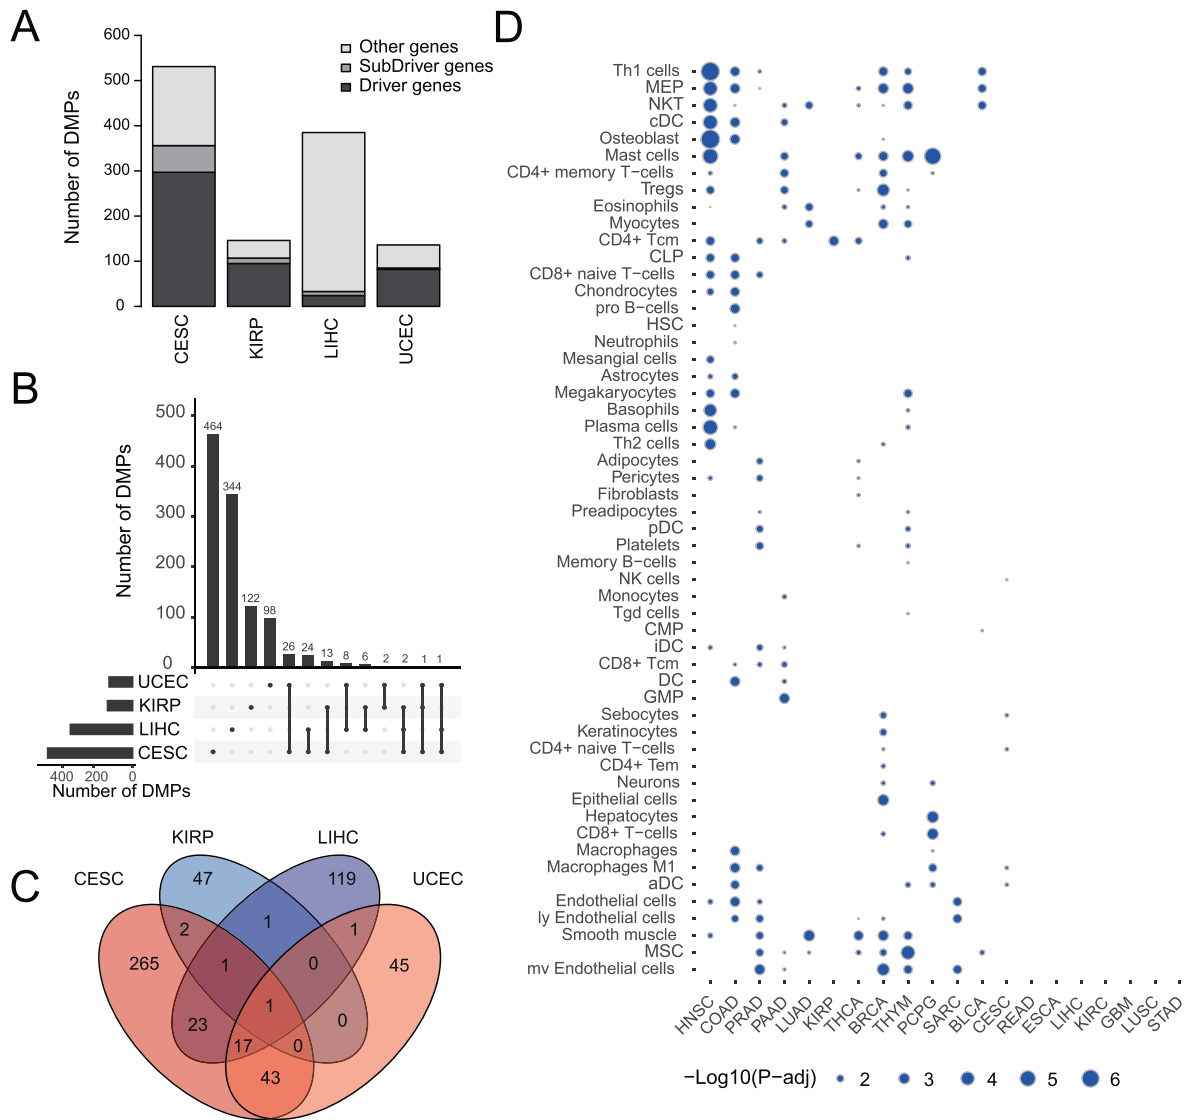 A
600
500
400
300
200
100
0
Number of DMPs
Other genes
SubDriver genes
Driver genes
CESC
KIRP
LIHC
UCEC
B
500
400
300
200
100
0
Number of DMPs
464
344
122
98
26
24
13
8
6
2
2
1
1
UCEC
KIRP
LIHC
CESC
400 200 0
Number of DMPs
C
KIRP
LIHC
CESC
UCEC
47
119
2
1
1
265
1
0
45
1
23
0
17
0
43
D
Th1 cells
MEP
NKT
cDC
Osteoblast
Mast cells
CD4+ memory T−cells
Tregs
Eosinophils
Myocytes
CD4+ Tcm
CLP
CD8+ naive T−cells
Chondrocytes
pro B−cells
HSC
Neutrophils
Mesangial cells
Astrocytes
Megakaryocytes
Basophils
Plasma cells
Th2 cells
Adipocytes
Pericytes
Fibroblasts
Preadipocytes
pDC
Platelets
Memory B−cells
NK cells
Monocytes
Tgd cells
CMP
iDC
CD8+ Tcm
DC
GMP
Sebocytes
Keratinocytes
CD4+ naive T−cells
CD4+ Tem
Neurons
Epithelial cells
Hepatocytes
CD8+ T−cells
Macrophages
Macrophages M1
aDC
Endothelial cells
ly Endothelial cells
Smooth muscle
MSC
mv Endothelial cells
HNSC
COAD
PRAD
PAAD
LUAD
KIRP
THCA
BRCA
THYM
PCPG
SARC
BLCA
CESC
READ
ESCA
LIHC
KIRC
GBM
LUSC
STAD
−Log10(P−adj) 2 3 4 5 6